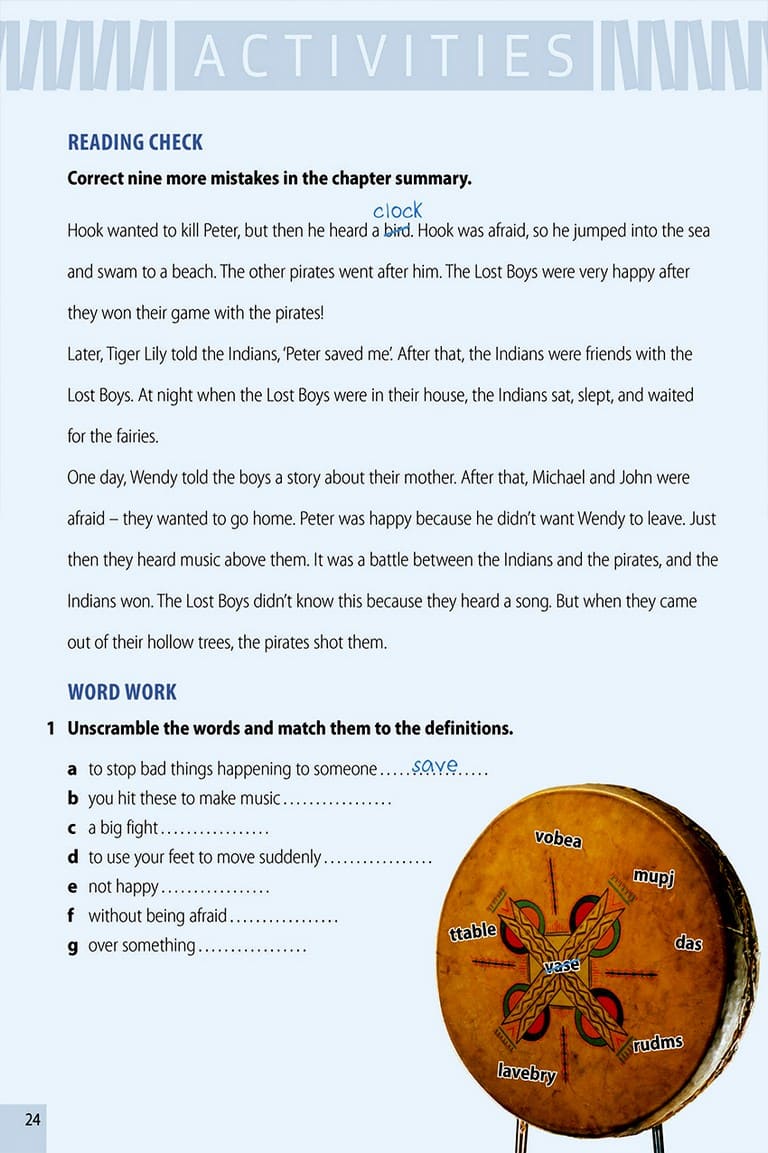 ACTIVITIES
READING CHECK
Correct nine more mistakes in the chapter summary.
clock
Hook wanted to kill Peter, but then he heard a bird. Hook was afraid, so he jumped into the sea
and swam to a beach. The other pirates went after him. The Lost Boys were very happy after
they won their game with the pirates!
Later, Tiger Lily told the Indians, ‘Peter saved me’. After that, the Indians were friends with the
Lost Boys. At night when the Lost Boys were in their house, the Indians sat, slept, and waited
for the fairies.
One day, Wendy told the boys a story about their mother. After that, Michael and John were
afraid – they wanted to go home. Peter was happy because he didn’t want Wendy to leave. Just
then they heard music above them. It was a battle between the Indians and the pirates, and the
Indians won. The Lost Boys didn’t know this because they heard a song. But when they came
out of their hollow trees, the pirates shot them.
WORD WORK
1 Unscramble the words and match them to the definitions.
a to stop bad things happening to someone.....save.....
b you hit these to make music.................
c a big fight.................
d to use your feet to move suddenly.................
e not happy.................
f without being afraid.................
g over something.................
vobea
mupj
ttable
das
vase
rudms
lavebry
24